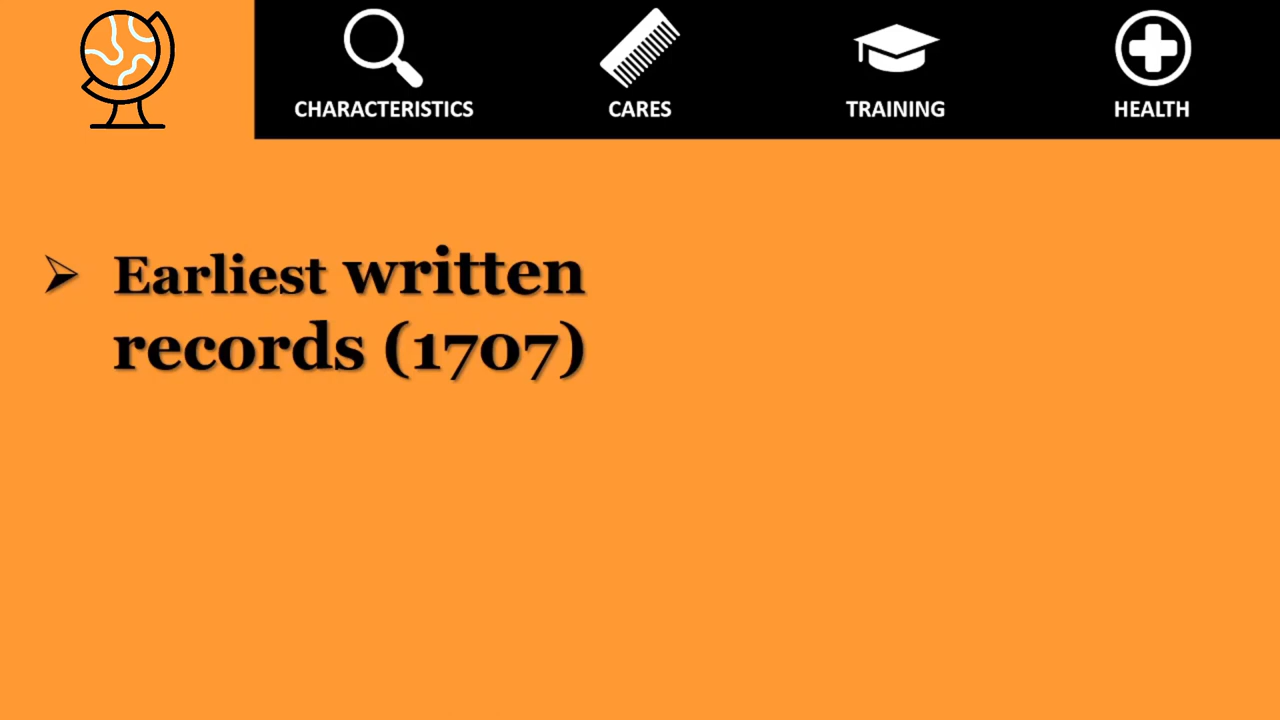 CHARACTERISTICS
CARES
TRAINING
HEALTH
Earliest written
records (1707)